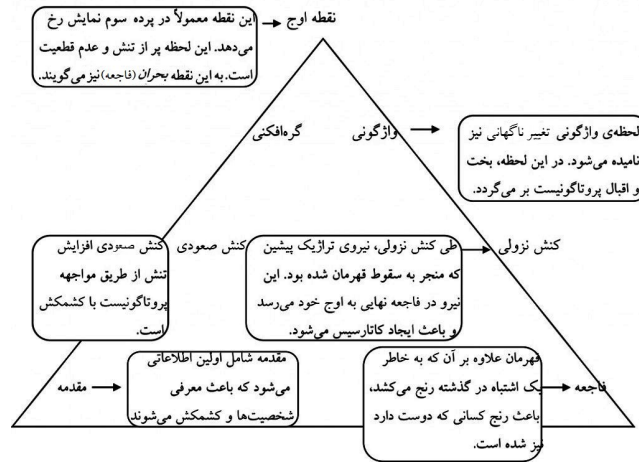 نقطه اوج
این نقطه معمولاً در پرده سوم نمایش رخ
می‌دهد. این لحظه پر از تنش و عدم قطعیت
است. به این نقطه بحران (فاجعه) نیز می‌گویند.
گره‌افکنی
واژگونی
لحظه‌ی واژگونی تغییر ناگهانی نیز
نامیده می‌شود. در این لحظه، بخت
و اقبال پروتاگونیست بر می‌گردد.
کنش صعودی
کنش صعودی افزایش
تنش از طریق مواجهه
پروتاگونیست با کشمکش
است.
کنش نزولی
طی کنش نزولی، نیروی تراژیک پیشین
که منجر به سقوط قهرمان شده بود. این
نیرو در فاجعه نهایی به اوج خود می‌رسد
و باعث ایجاد کاتارسیس می‌شود.
مقدمه
مقدمه شامل اولین اطلاعاتی
می‌شود که باعث معرفی
شخصیت‌ها و کشمکش می‌شوند
فاجعه
قهرمان علاوه بر آن که به خاطر
یک اشتباه در گذشته رنج می‌کشد،
باعث رنج کسانی که دوست دارد
نیز شده است.